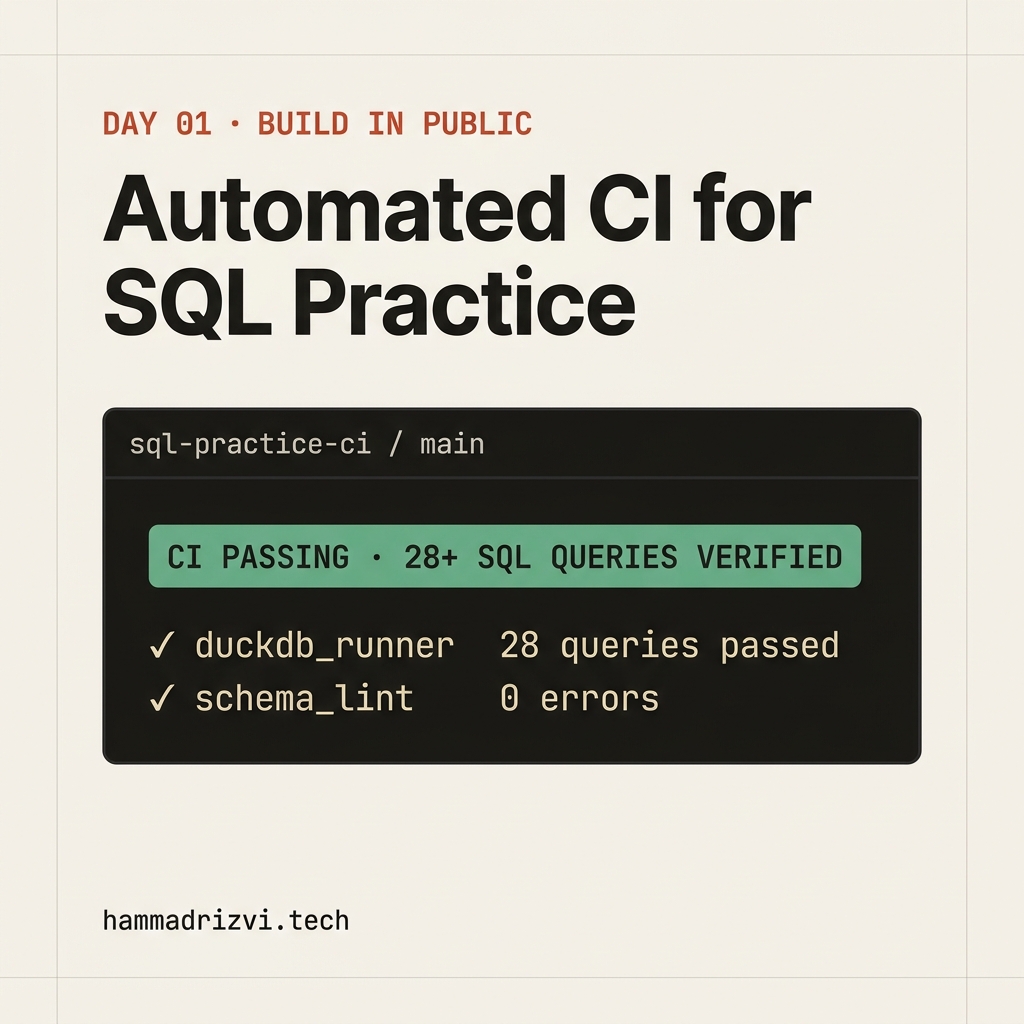 DAY 01 · BUILD IN PUBLIC
Automated CI for
SQL Practice
sql-practice-ci / main
CI PASSING · 28+ SQL QUERIES VERIFIED
✓ duckdb_runner 28 queries passed
✓ schema_lint 0 errors
hammadrizvi.tech